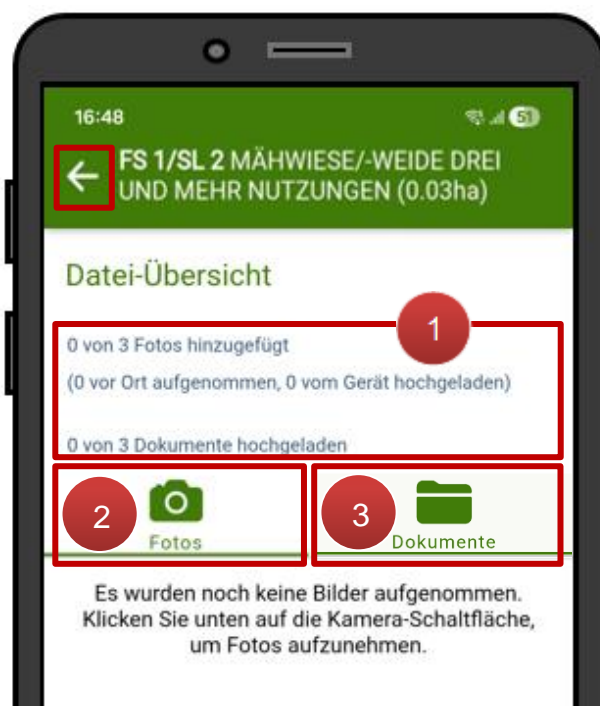 16:48
51
FS 1/SL 2 MÄHWIESE/-WEIDE DREI
UND MEHR NUTZUNGEN (0.03ha)
Datei-Übersicht
1
0 von 3 Fotos hinzugefügt
(0 vor Ort aufgenommen, 0 vom Gerät hochgeladen)
0 von 3 Dokumente hochgeladen
2
Fotos
3
Dokumente
Es wurden noch keine Bilder aufgenommen.
Klicken Sie unten auf die Kamera-Schaltfläche,
um Fotos aufzunehmen.